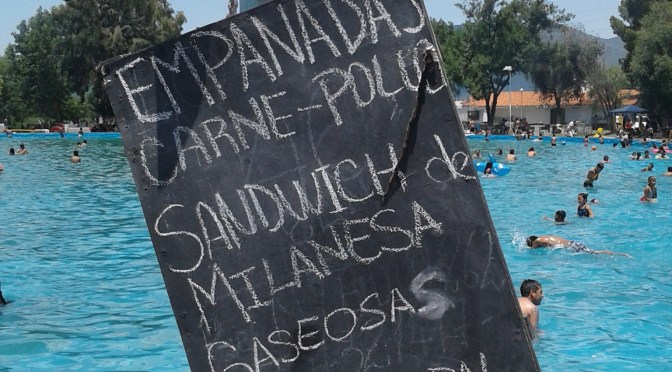 EMPANADAS
CARNE-POLLO
SANDWICH de
MILANESA
GASEOSAS